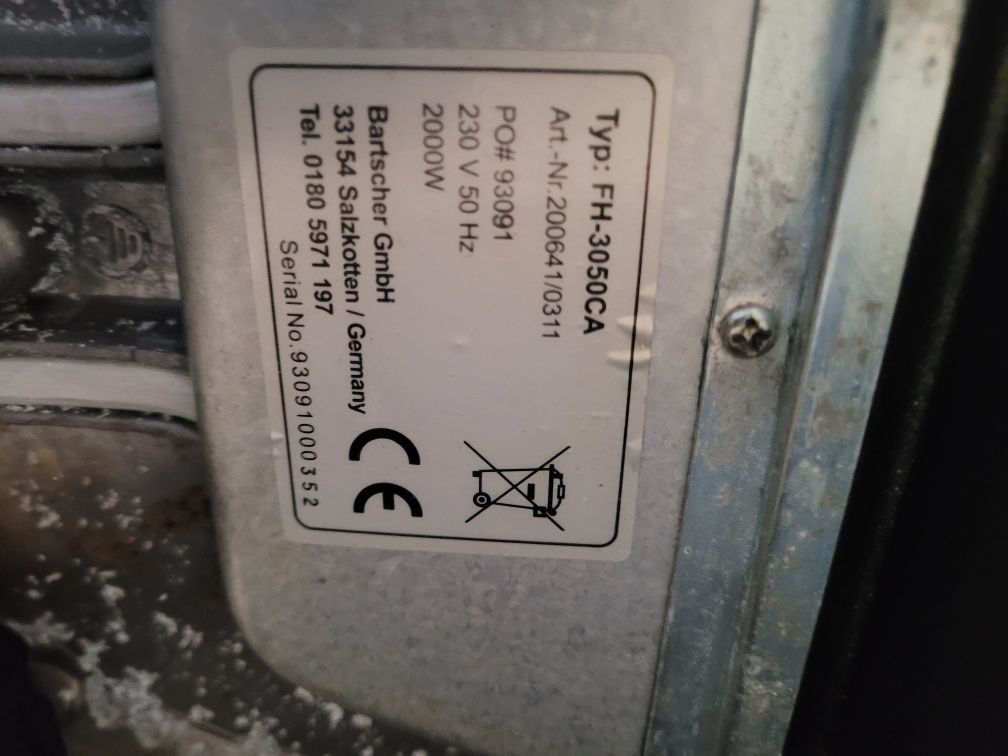 Typ: FH-3050CA
Art.-Nr.200641/0311
PO# 93091
230 V 50 Hz
2000W
Bartscher GmbH
33154 Salzkotten / Germany
Tel. 0180 5971 197
Serial No.93091000352
CE